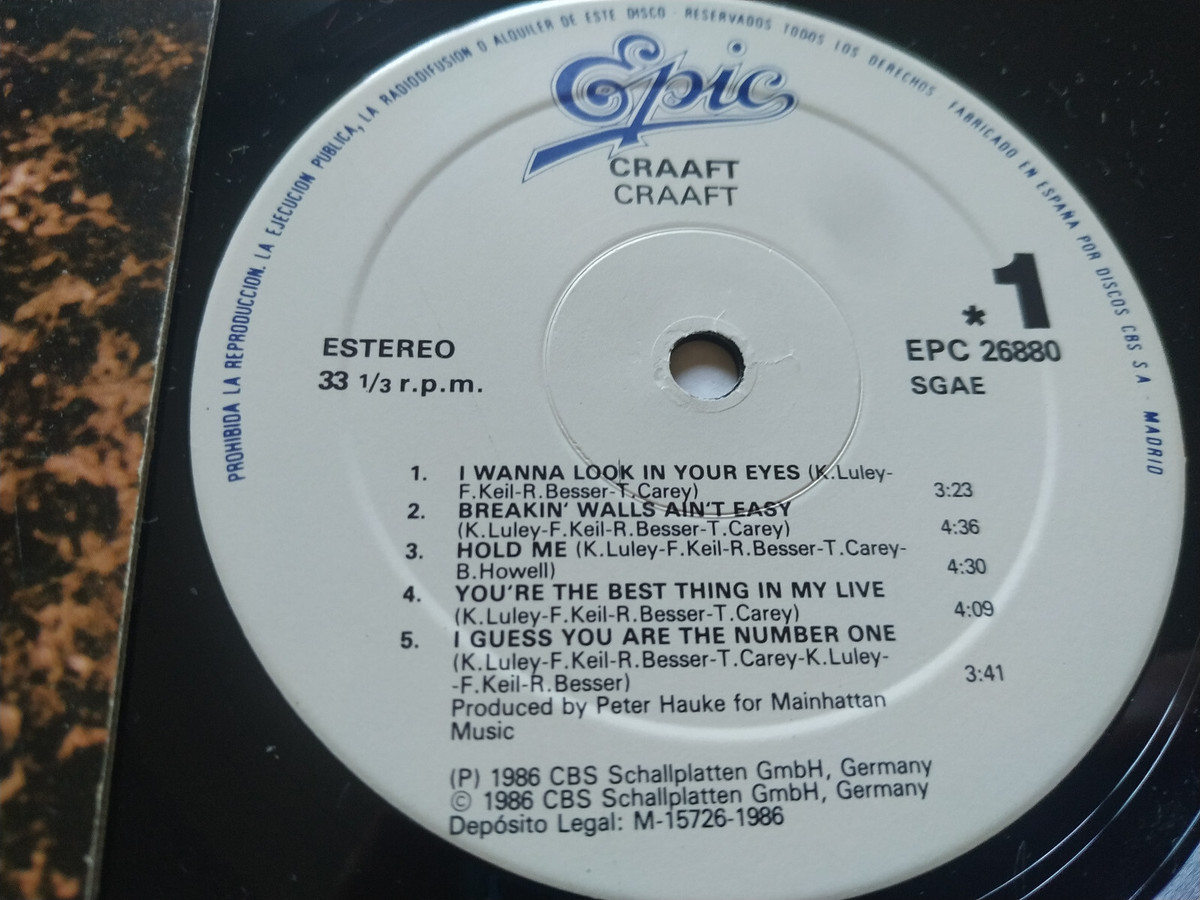 PROHIBIDA LA REPRODUCCION. LA EJECUCION PUBLICA, LA RADIODIFUSION O ALQUILER DE ESTE DISCO · RESERVADOS TODOS LOS DERECHOS · FABRICADO EN ESPAÑA POR DISCOS CBS S A · MADRID
Epic
CRAAFT
CRAAFT
* 1
ESTEREO
EPC 26880
33 1/3 r.p.m.
SGAE
1. I WANNA LOOK IN YOUR EYES (K.Luley-
F.Keil-R.Besser-T.Carey) 3:23
2. BREAKIN' WALLS AIN'T EASY
(K.Luley-F.Keil-R.Besser-T.Carey) 4:36
3. HOLD ME (K.Luley-F.Keil-R.Besser-T.Carey-
B.Howell) 4:30
4. YOU'RE THE BEST THING IN MY LIVE
(K.Luley-F.Keil-R.Besser-T.Carey) 4:09
5. I GUESS YOU ARE THE NUMBER ONE
(K.Luley-F.Keil-R.Besser-T.Carey-K.Luley-
-F.Keil-R.Besser) 3:41
Produced by Peter Hauke for Mainhattan
Music
(P) 1986 CBS Schallplatten GmbH, Germany
© 1986 CBS Schallplatten GmbH, Germany
Depósito Legal: M-15726-1986